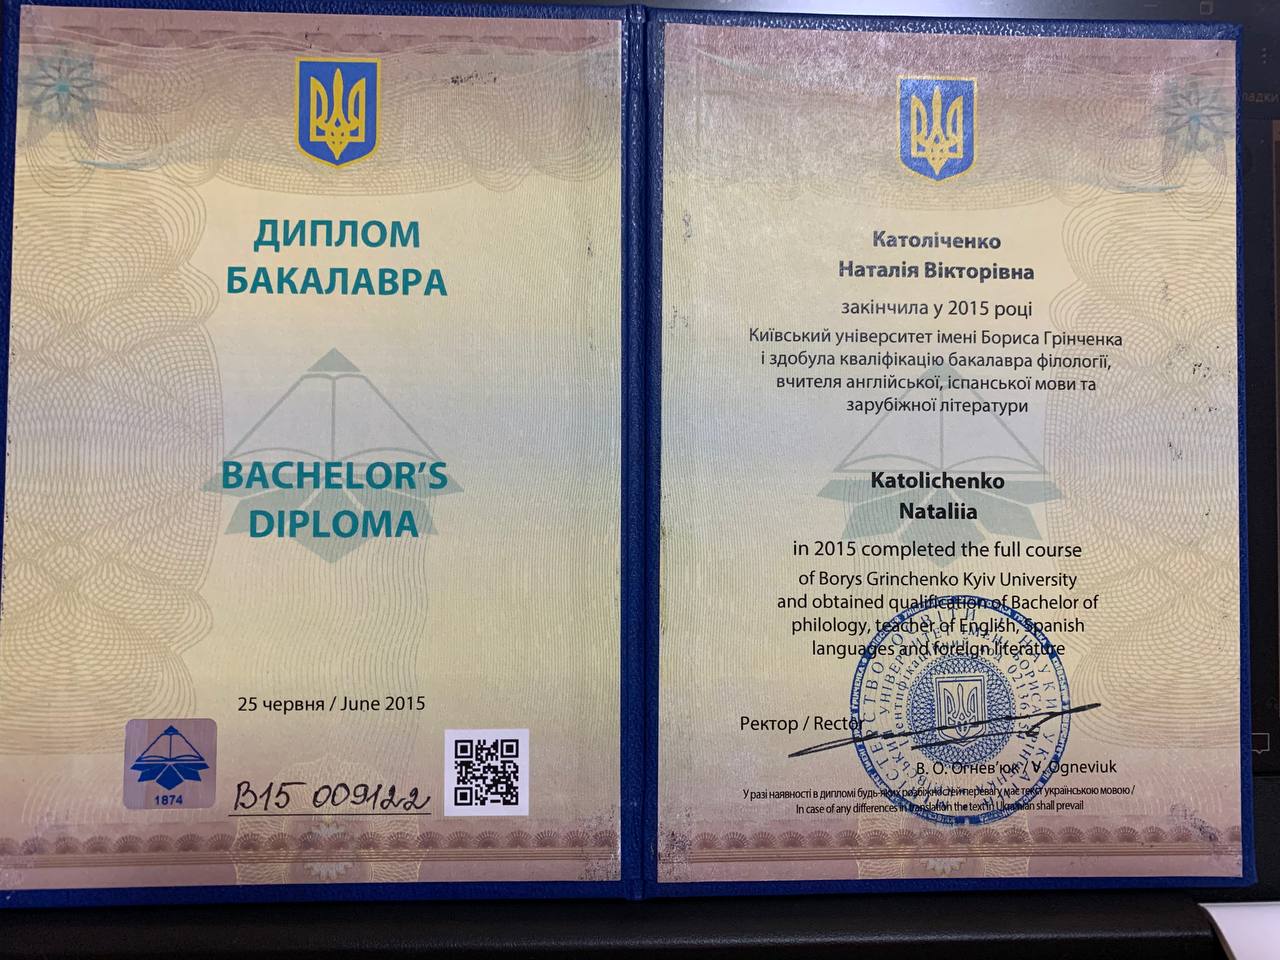 ДИПЛОМ
БАКАЛАВРА
BACHELOR'S
DIPLOMA
25 червня / June 2015
1874
B15 009122
Католіченко
Наталія Вікторівна
закінчила у 2015 році
Київський університет імені Бориса Грінченка
і здобула кваліфікацію бакалавра філології,
вчителя англійської, іспанської мови та
зарубіжної літератури
Katolichenko
Nataliia
in 2015 completed the full course
of Borys Grinchenko Kyiv University
and obtained qualification of Bachelor of
philology, teacher of English, Spanish
languages and foreign literature
Ректор / Rector
В. О. Огнев'юк / V. Ogneviuk
У разі наявності в дипломі будь-яких розбіжностей перевагу має текст українською мовою /
In case of any differences in translation the text in Ukrainian shall prevail